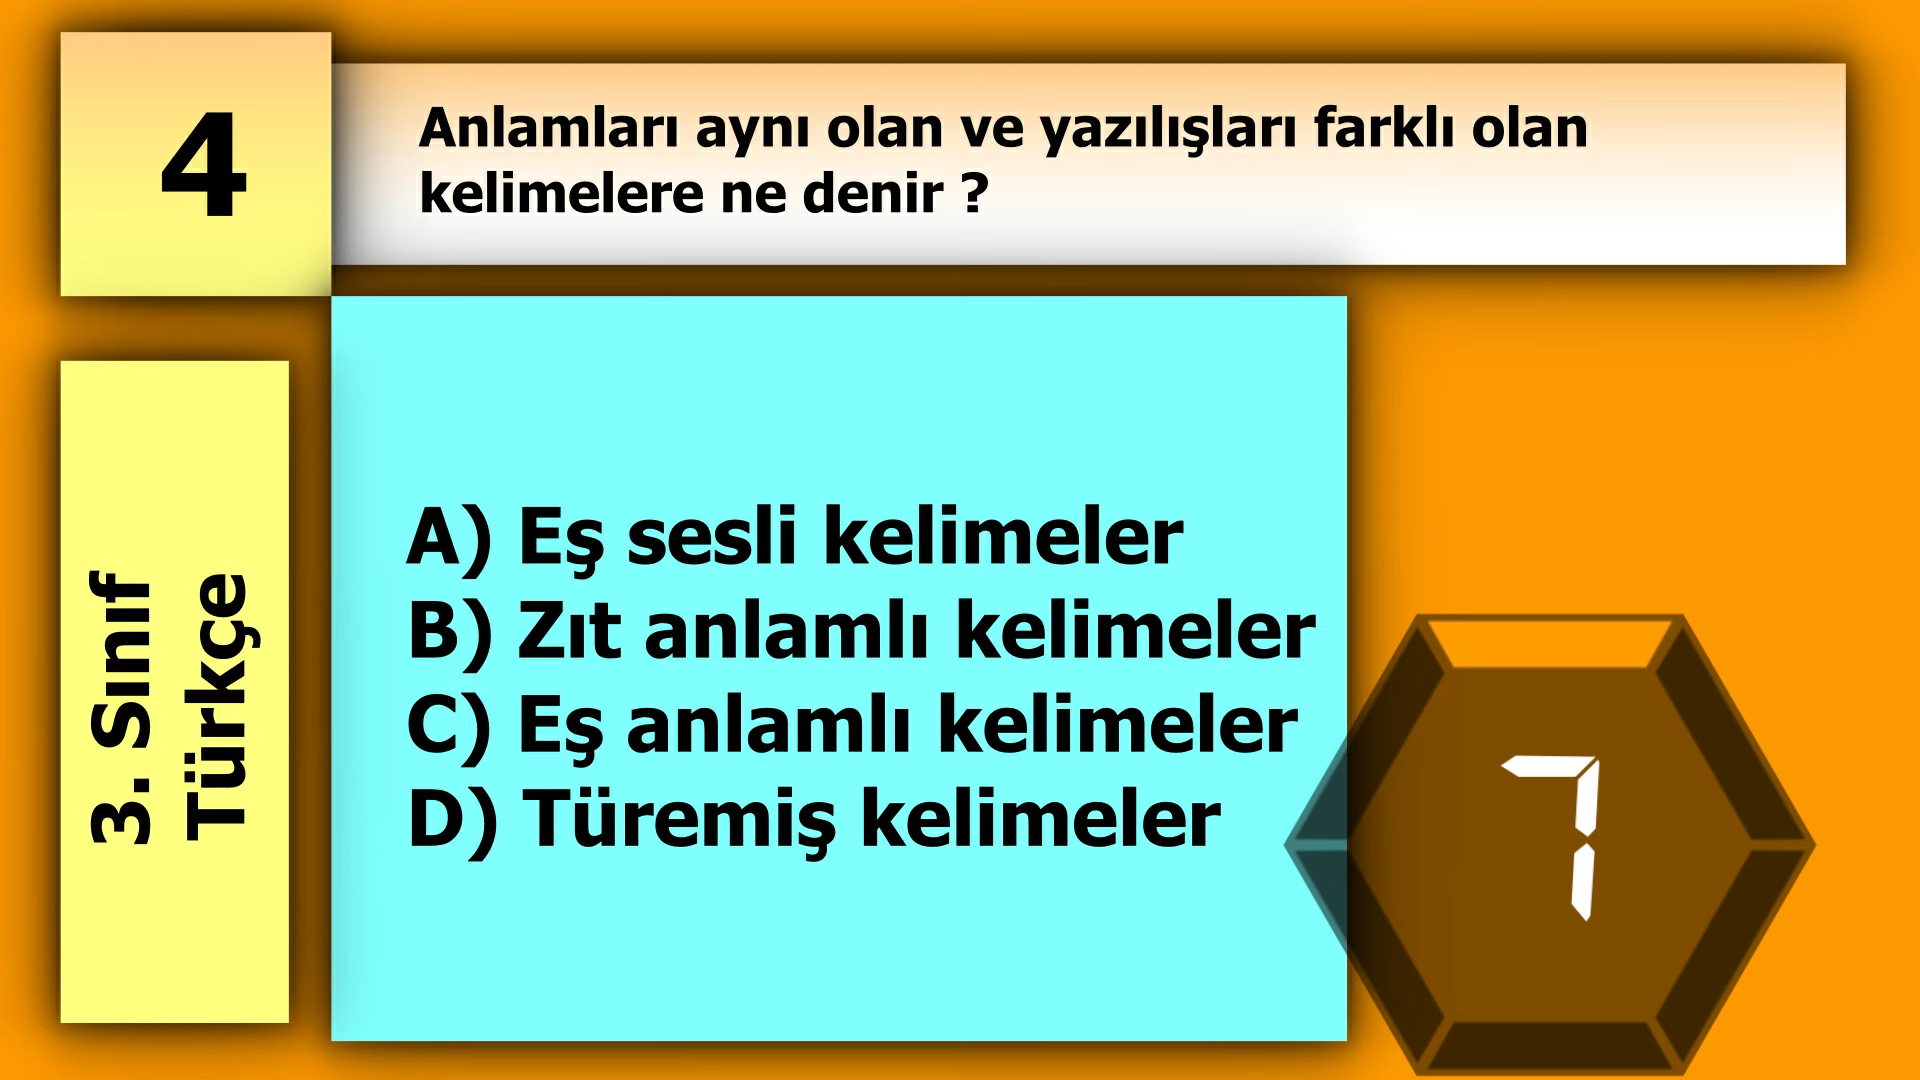 4
Anlamları aynı olan ve yazılışları farklı olan
kelimelere ne denir ?
3. Sınıf
Türkçe
A) Eş sesli kelimeler
B) Zıt anlamlı kelimeler
C) Eş anlamlı kelimeler
D) Türemiş kelimeler
7